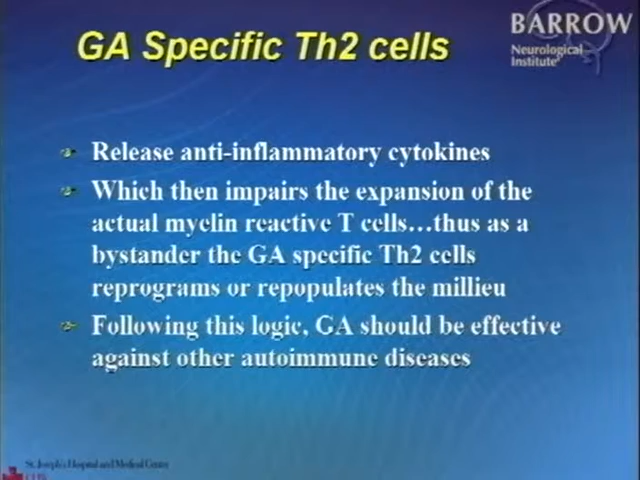 GA Specific Th2 cells
BARROW
Neurological
Institute
Release anti-inflammatory cytokines
Which then impairs the expansion of the
actual myelin reactive T cells…thus as a
bystander the GA specific Th2 cells
reprograms or repopulates the millieu
Following this logic, GA should be effective
against other autoimmune diseases
St. Joseph's Hospital and Medical Center
CHW